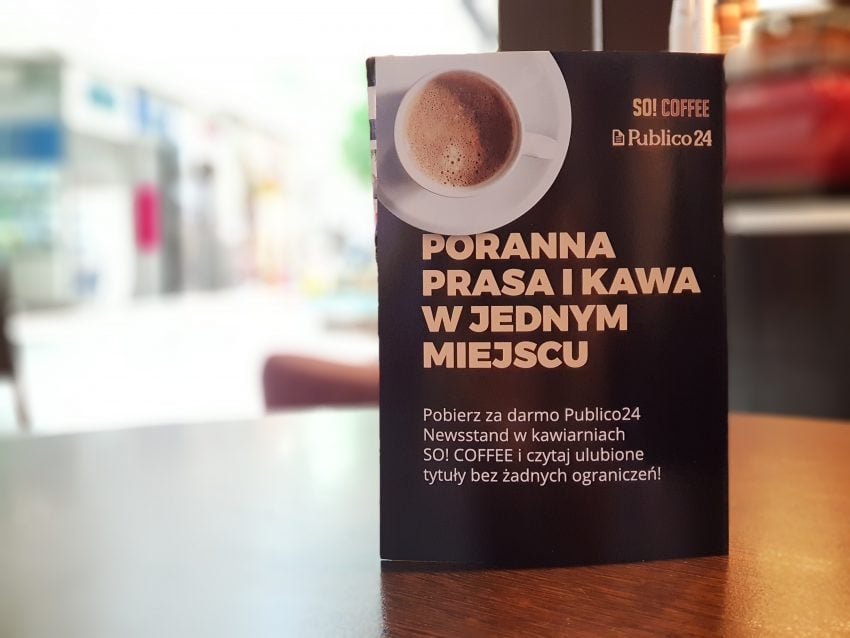 SO! COFFEE
Publico24
PORANNA
PRASA I KAWA
W JEDNYM
MIEJSCU
Pobierz za darmo Publico24
Newsstand w kawiarniach
SO! COFFEE i czytaj ulubione
tytuły bez żadnych ograniczeń!